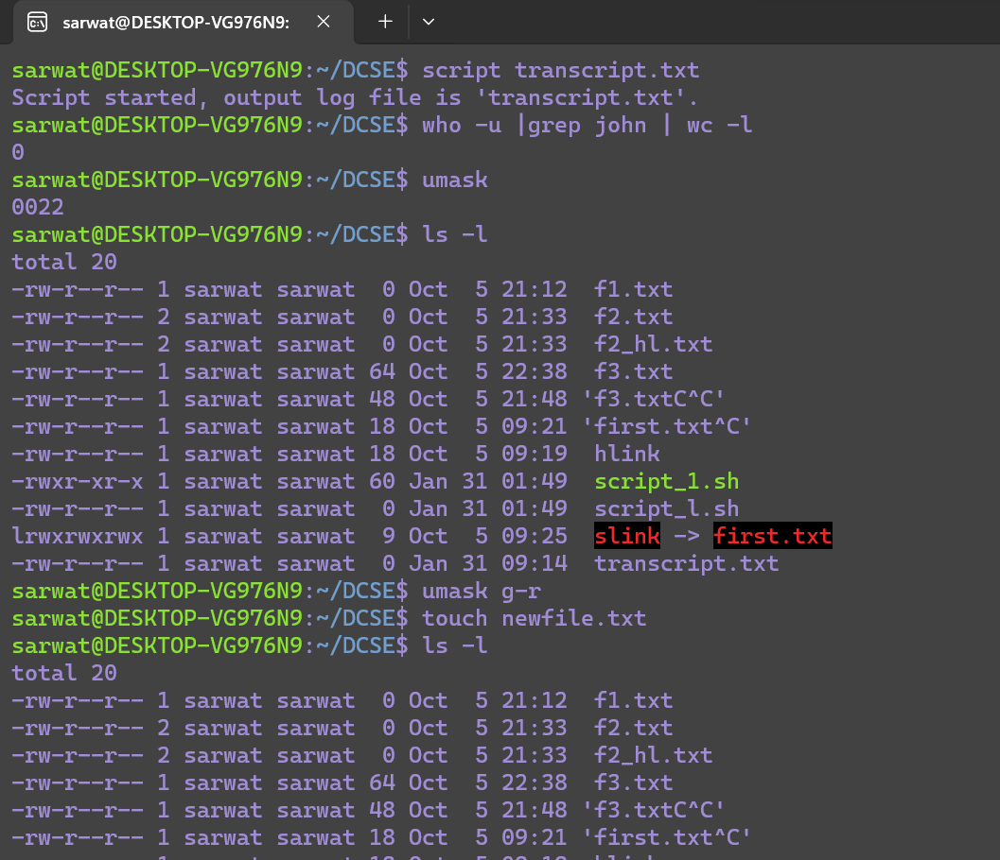 sarwat@DESKTOP-VG976N9:
sarwat@DESKTOP-VG976N9:~/DCSE$ script transcript.txt
Script started, output log file is 'transcript.txt'.
sarwat@DESKTOP-VG976N9:~/DCSE$ who -u |grep john | wc -l
0
sarwat@DESKTOP-VG976N9:~/DCSE$ umask
0022
sarwat@DESKTOP-VG976N9:~/DCSE$ ls -l
total 20
-rw-r--r-- 1 sarwat sarwat  0 Oct  5 21:12  f1.txt
-rw-r--r-- 2 sarwat sarwat  0 Oct  5 21:33  f2.txt
-rw-r--r-- 2 sarwat sarwat  0 Oct  5 21:33  f2_hl.txt
-rw-r--r-- 1 sarwat sarwat 64 Oct  5 22:38  f3.txt
-rw-r--r-- 1 sarwat sarwat 48 Oct  5 21:48 'f3.txtC^C'
-rw-r--r-- 1 sarwat sarwat 18 Oct  5 09:21 'first.txt^C'
-rw-r--r-- 1 sarwat sarwat 18 Oct  5 09:19  hlink
-rwxr-xr-x 1 sarwat sarwat 60 Jan 31 01:49  script_1.sh
-rw-r--r-- 1 sarwat sarwat  0 Jan 31 01:49  script_l.sh
lrwxrwxrwx 1 sarwat sarwat  9 Oct  5 09:25  slink -> first.txt
-rw-r--r-- 1 sarwat sarwat  0 Jan 31 09:14  transcript.txt
sarwat@DESKTOP-VG976N9:~/DCSE$ umask g-r
sarwat@DESKTOP-VG976N9:~/DCSE$ touch newfile.txt
sarwat@DESKTOP-VG976N9:~/DCSE$ ls -l
total 20
-rw-r--r-- 1 sarwat sarwat  0 Oct  5 21:12  f1.txt
-rw-r--r-- 2 sarwat sarwat  0 Oct  5 21:33  f2.txt
-rw-r--r-- 2 sarwat sarwat  0 Oct  5 21:33  f2_hl.txt
-rw-r--r-- 1 sarwat sarwat 64 Oct  5 22:38  f3.txt
-rw-r--r-- 1 sarwat sarwat 48 Oct  5 21:48 'f3.txtC^C'
-rw-r--r-- 1 sarwat sarwat 18 Oct  5 09:21 'first.txt^C'